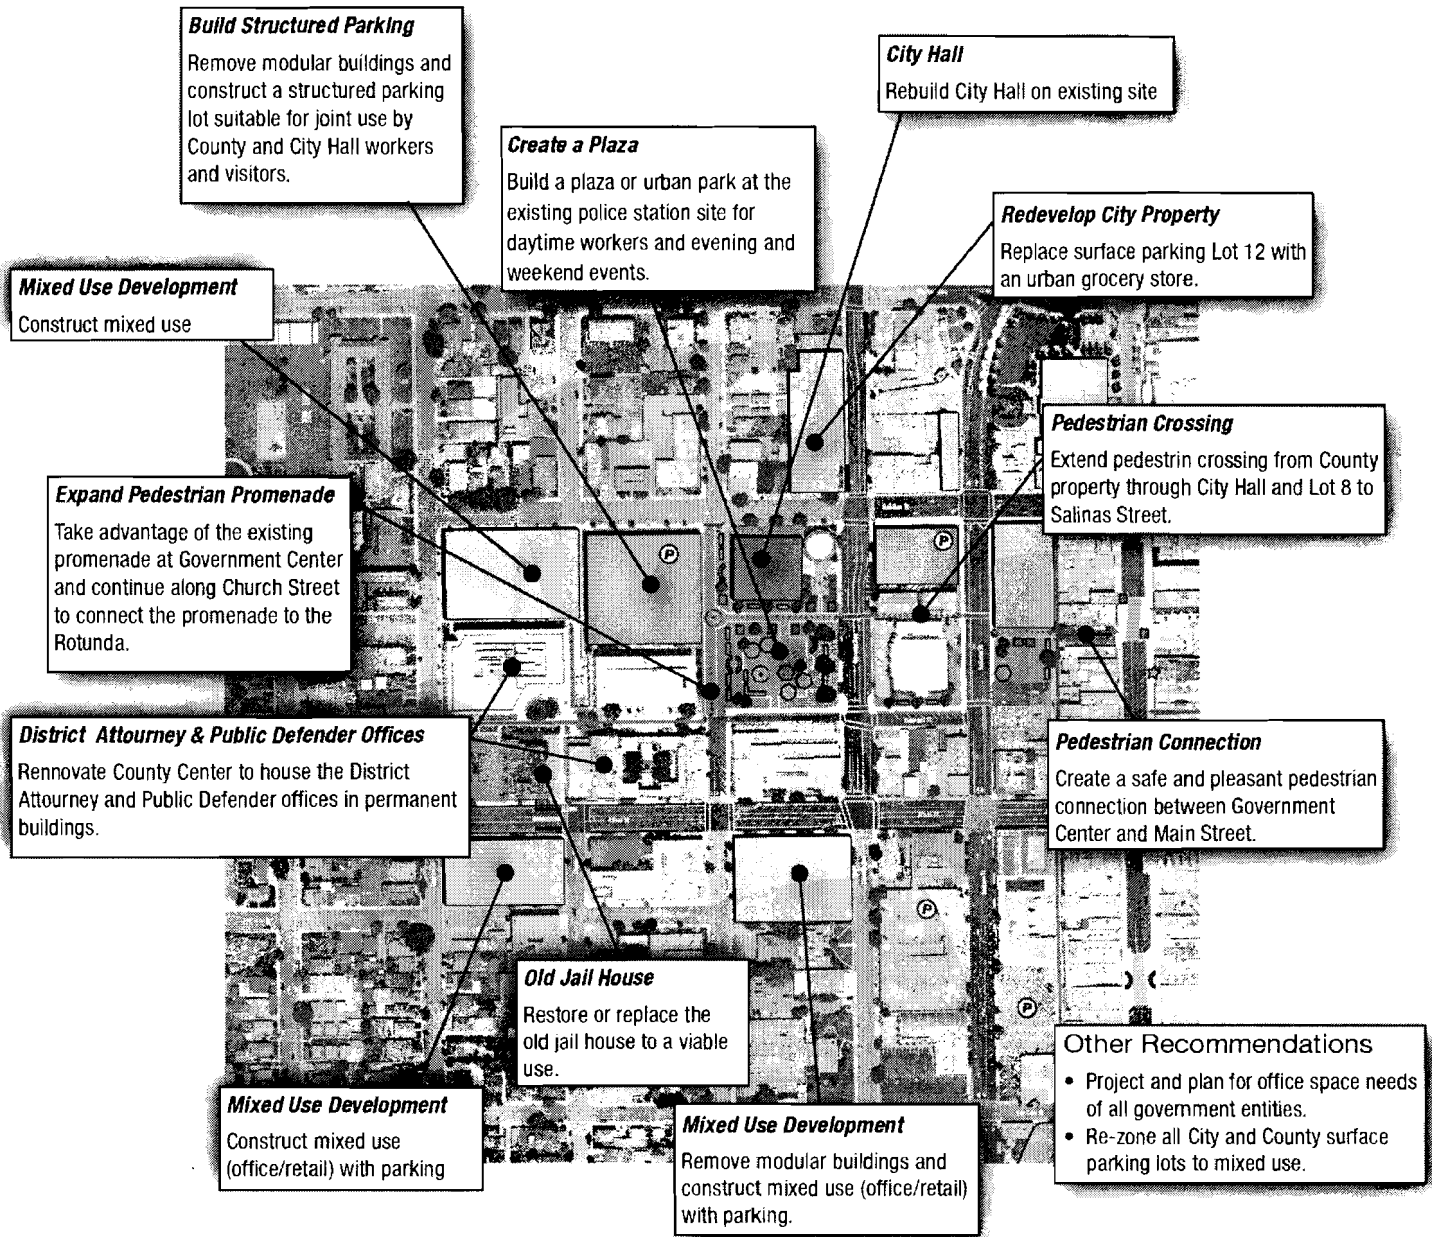 Build Structured Parking
Remove modular buildings and
construct a structured parking
lot suitable for joint use by
County and City Hall workers
and visitors.
City Hall
Rebuild City Hall on existing site
Create a Plaza
Build a plaza or urban park at the
existing police station site for
daytime workers and evening and
weekend events.
Redevelop City Property
Replace surface parking Lot 12 with
an urban grocery store.
Mixed Use Development
Construct mixed use
Pedestrian Crossing
Extend pedestrin crossing from County
property through City Hall and Lot 8 to
Salinas Street.
Expand Pedestrian Promenade
Take advantage of the existing
promenade at Government Center
and continue along Church Street
to connect the promenade to the
Rotunda.
P
P
District Attourney & Public Defender Offices
Rennovate County Center to house the District
Attourney and Public Defender offices in permanent
buildings.
Pedestrian Connection
Create a safe and pleasant pedestrian
connection between Government
Center and Main Street.
P
P
Old Jail House
Restore or replace the
old jail house to a viable
use.
Mixed Use Development
Construct mixed use
(office/retail) with parking
Mixed Use Development
Remove modular buildings and
construct mixed use (office/retail)
with parking.
Other Recommendations
• Project and plan for office space needs
of all government entities.
• Re-zone all City and County surface
parking lots to mixed use.